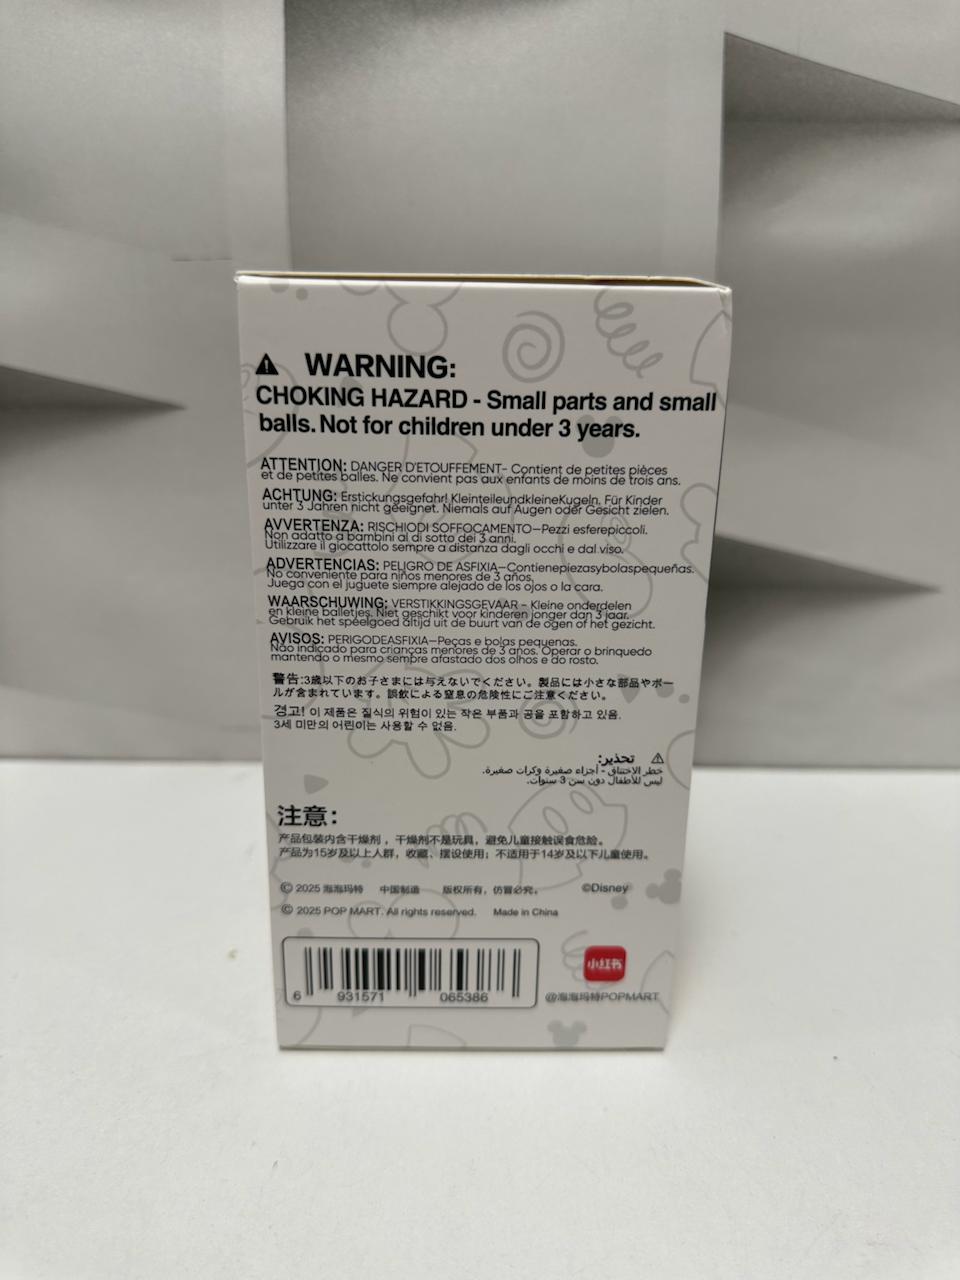 WARNING:
CHOKING HAZARD - Small parts and small
balls. Not for children under 3 years.
ATTENTION: DANGER D'ETOUFFEMENT- Contient de petites pièces
et de petites balles. Ne convient pas aux enfants de moins de trois ans.
ACHTUNG: Erstickungsgefahr! KleinteileundkleineKugeln. Für Kinder
unter 3 Jahren nicht geeignet. Niemals auf Augen oder Gesicht zielen.
AVVERTENZA: RISCHIODI SOFFOCAMENTO—Pezzi esferepiccoli.
Non adatto a bambini al di sotto dei 3 anni.
Utilizzare il giocattolo sempre a distanza dagli occhi e dal viso.
ADVERTENCIAS: PELIGRO DE ASFIXIA—Contienepiezasybolaspequeñas.
No conveniente para niños menores de 3 años.
Juega con el juguete siempre alejado de los ojos o la cara.
WAARSCHUWING: VERSTIKKINGSGEVAAR - Kleine onderdelen
en kleine balletjes. Niet geschikt voor kinderen jonger dan 3 jaar.
Gebruik het speelgoed altijd uit de buurt van de ogen of het gezicht.
AVISOS: PERIGODEASFIXIA—Peças e bolas pequenas.
Não indicado para crianças menores de 3 anos. Operar o brinquedo
mantendo o mesmo sempre afastado dos olhos e do rosto.
警告:3歳以下のお子さまには与えないでください。製品には小さな部品やボー
ルが含まれています。誤飲による窒息の危険性にご注意ください。
경고! 이 제품은 질식의 위험이 있는 작은 부품과 공을 포함하고 있음.
3세 미만의 어린이는 사용할 수 없음.
تحذير:
خطر الاختناق - أجزاء صغيرة وكرات صغيرة.
ليس للأطفال دون سن 3 سنوات.
注意：
产品包装内含干燥剂，干燥剂不是玩具，避免儿童接触误食危险。
产品为15岁及以上人群，收藏、摆设使用；不适用于14岁及以下儿童使用。
© 2025 泡泡玛特 中国制造 版权所有，仿冒必究。 ©Disney
© 2025 POP MART. All rights reserved. Made in China
小红书
6 931571 065386
@泡泡玛特POPMART